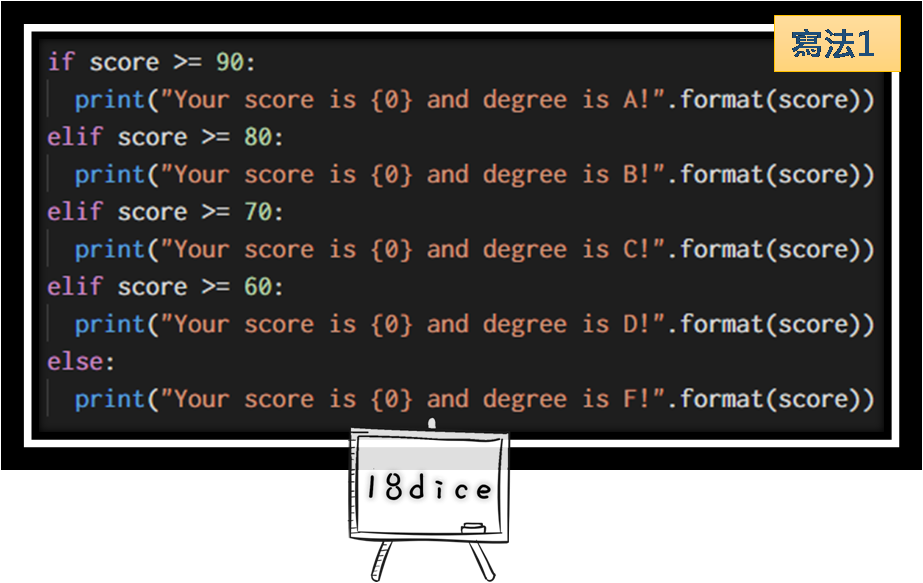 寫法1
if score >= 90:
  print("Your score is {0} and degree is A!".format(score))
elif score >= 80:
  print("Your score is {0} and degree is B!".format(score))
elif score >= 70:
  print("Your score is {0} and degree is C!".format(score))
elif score >= 60:
  print("Your score is {0} and degree is D!".format(score))
else:
  print("Your score is {0} and degree is F!".format(score))
18dice